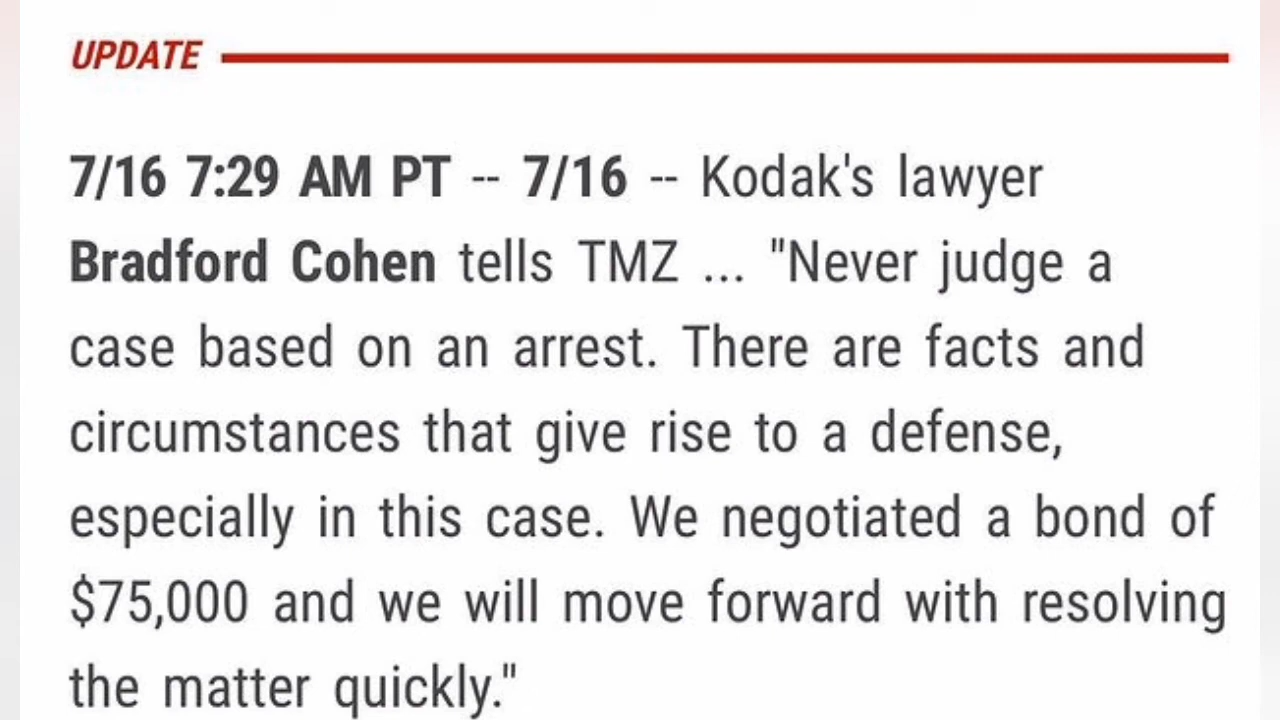 UPDATE
7/16 7:29 AM PT -- 7/16 -- Kodak's lawyer
Bradford Cohen tells TMZ ... "Never judge a
case based on an arrest. There are facts and
circumstances that give rise to a defense,
especially in this case. We negotiated a bond of
$75,000 and we will move forward with resolving
the matter quickly."